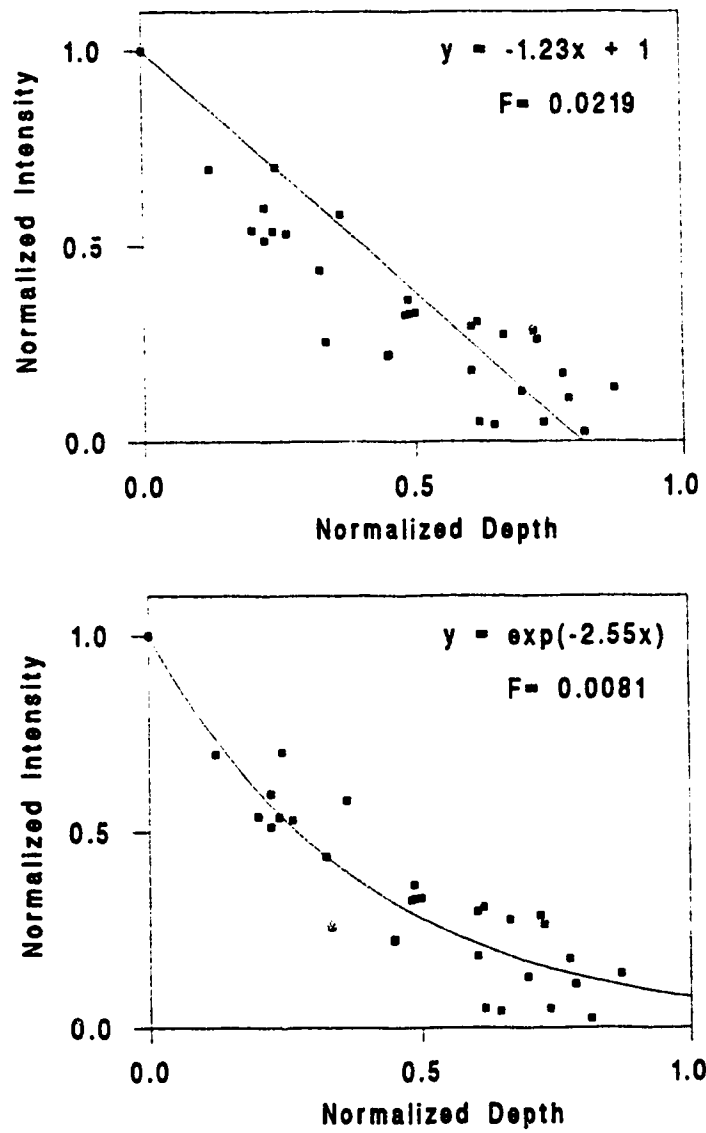 y = -1.23x + 1
F= 0.0219
1.0
0.5
0.0
Normalized Intensity
0.0 0.5 1.0
Normalized Depth
y = exp(-2.55x)
F= 0.0081
1.0
0.5
0.0
Normalized Intensity
0.0 0.5 1.0
Normalized Depth